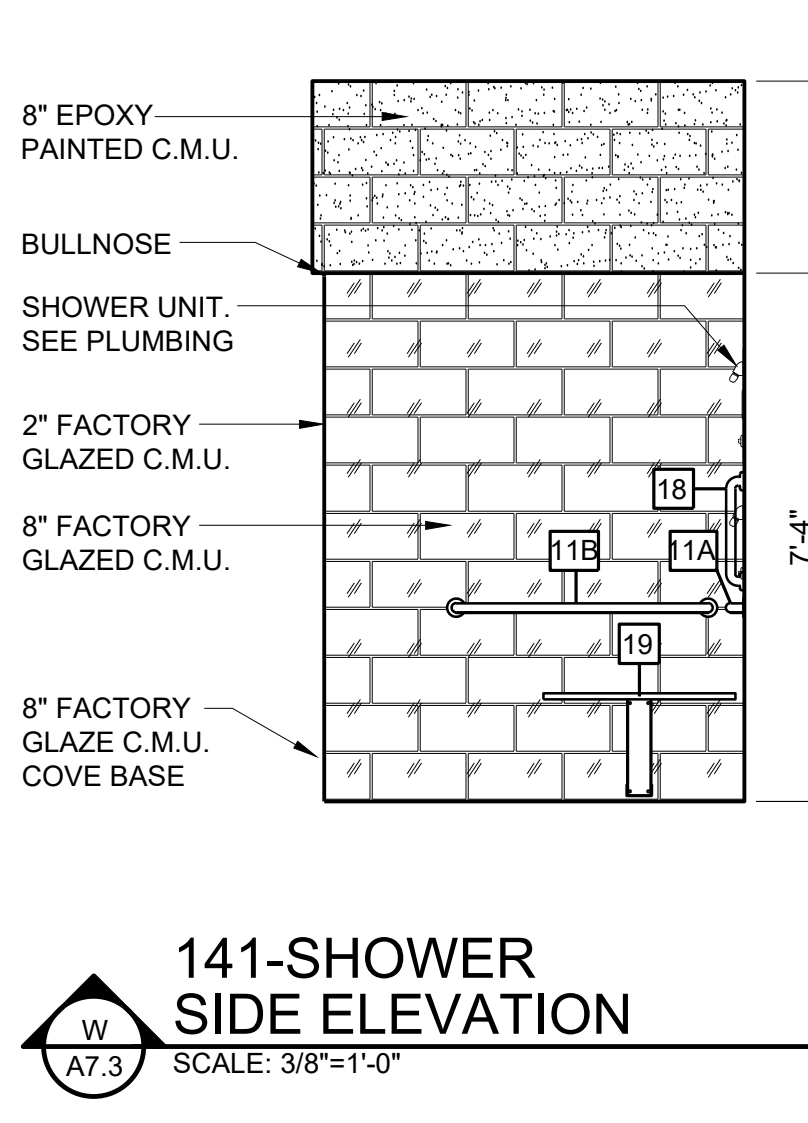 8" EPOXY
PAINTED C.M.U.
BULLNOSE
SHOWER UNIT.
SEE PLUMBING
2" FACTORY
GLAZED C.M.U.
18
8" FACTORY
GLAZED C.M.U.
11B
11A
7'-4"
19
8" FACTORY
GLAZE C.M.U.
COVE BASE
141-SHOWER
SIDE ELEVATION
W
A7.3
SCALE: 3/8"=1'-0"